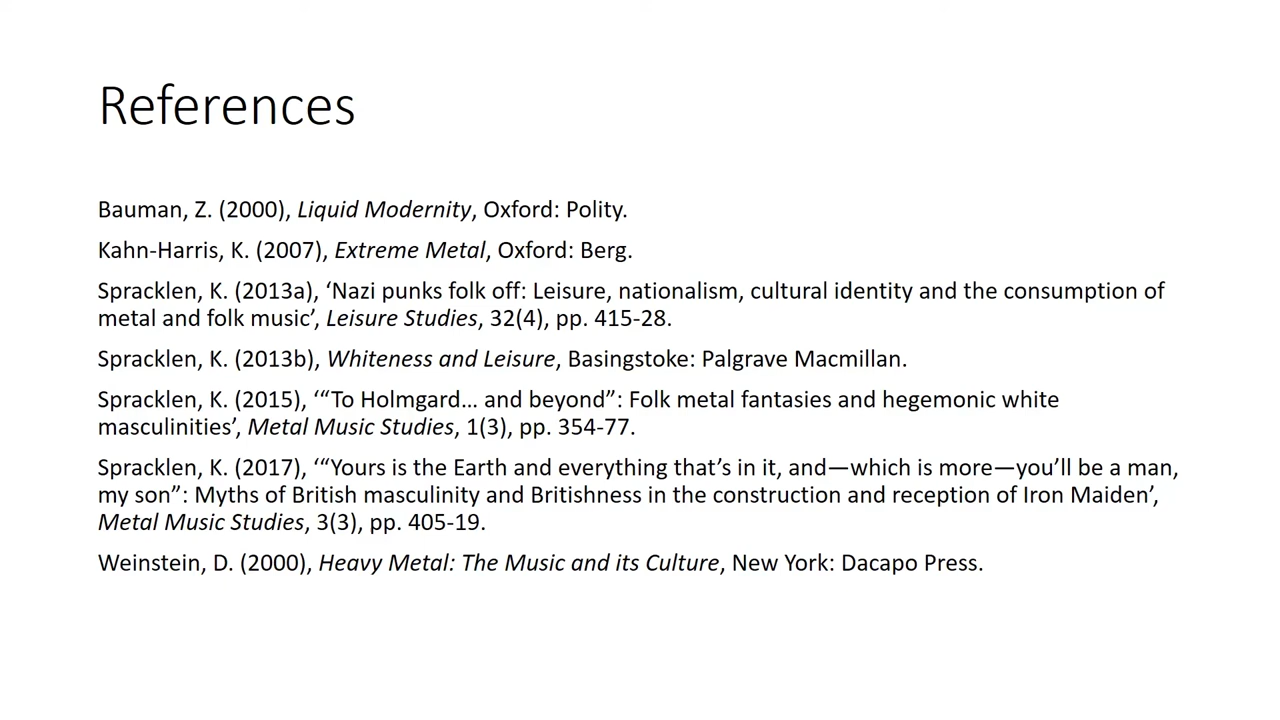 References
Bauman, Z. (2000), Liquid Modernity, Oxford: Polity.
Kahn-Harris, K. (2007), Extreme Metal, Oxford: Berg.
Spracklen, K. (2013a), ‘Nazi punks folk off: Leisure, nationalism, cultural identity and the consumption of
metal and folk music’, Leisure Studies, 32(4), pp. 415-28.
Spracklen, K. (2013b), Whiteness and Leisure, Basingstoke: Palgrave Macmillan.
Spracklen, K. (2015), ‘“To Holmgard… and beyond”: Folk metal fantasies and hegemonic white
masculinities’, Metal Music Studies, 1(3), pp. 354-77.
Spracklen, K. (2017), ‘“Yours is the Earth and everything that’s in it, and—which is more—you’ll be a man,
my son”: Myths of British masculinity and Britishness in the construction and reception of Iron Maiden’,
Metal Music Studies, 3(3), pp. 405-19.
Weinstein, D. (2000), Heavy Metal: The Music and its Culture, New York: Dacapo Press.